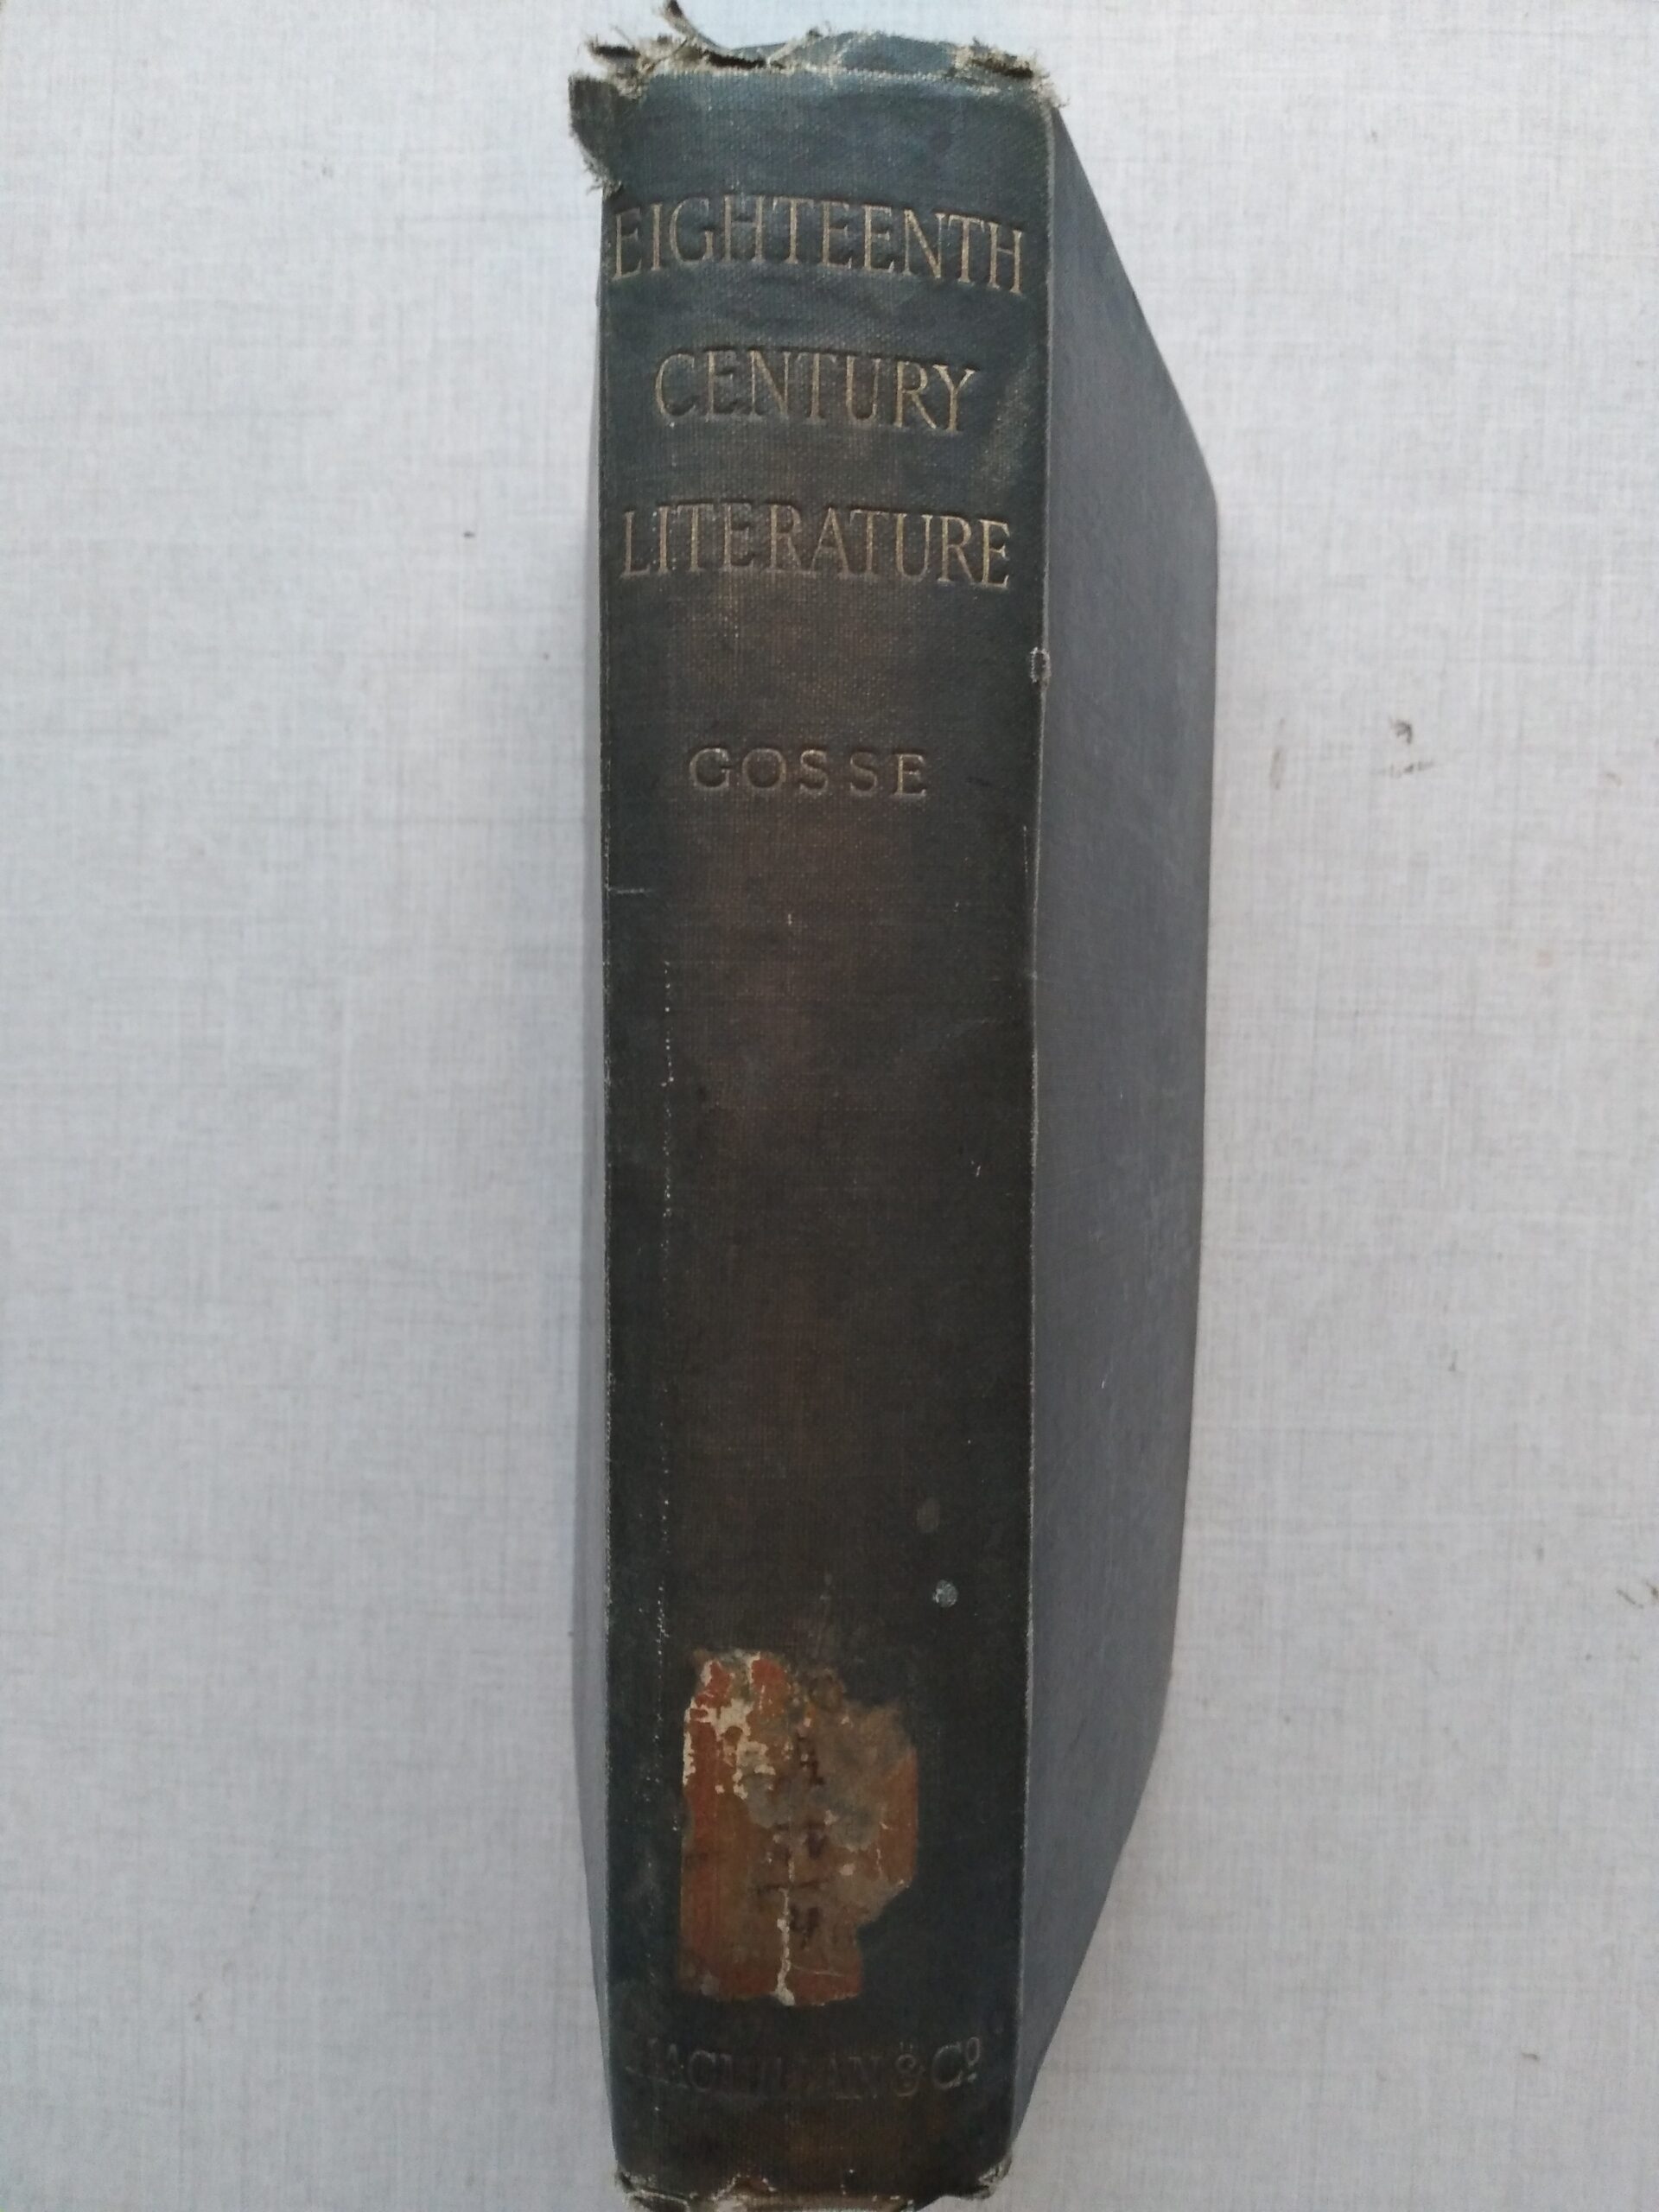 EIGHTEENTH
CENTURY
LITERATURE
GOSSE
MACMILLAN & Co